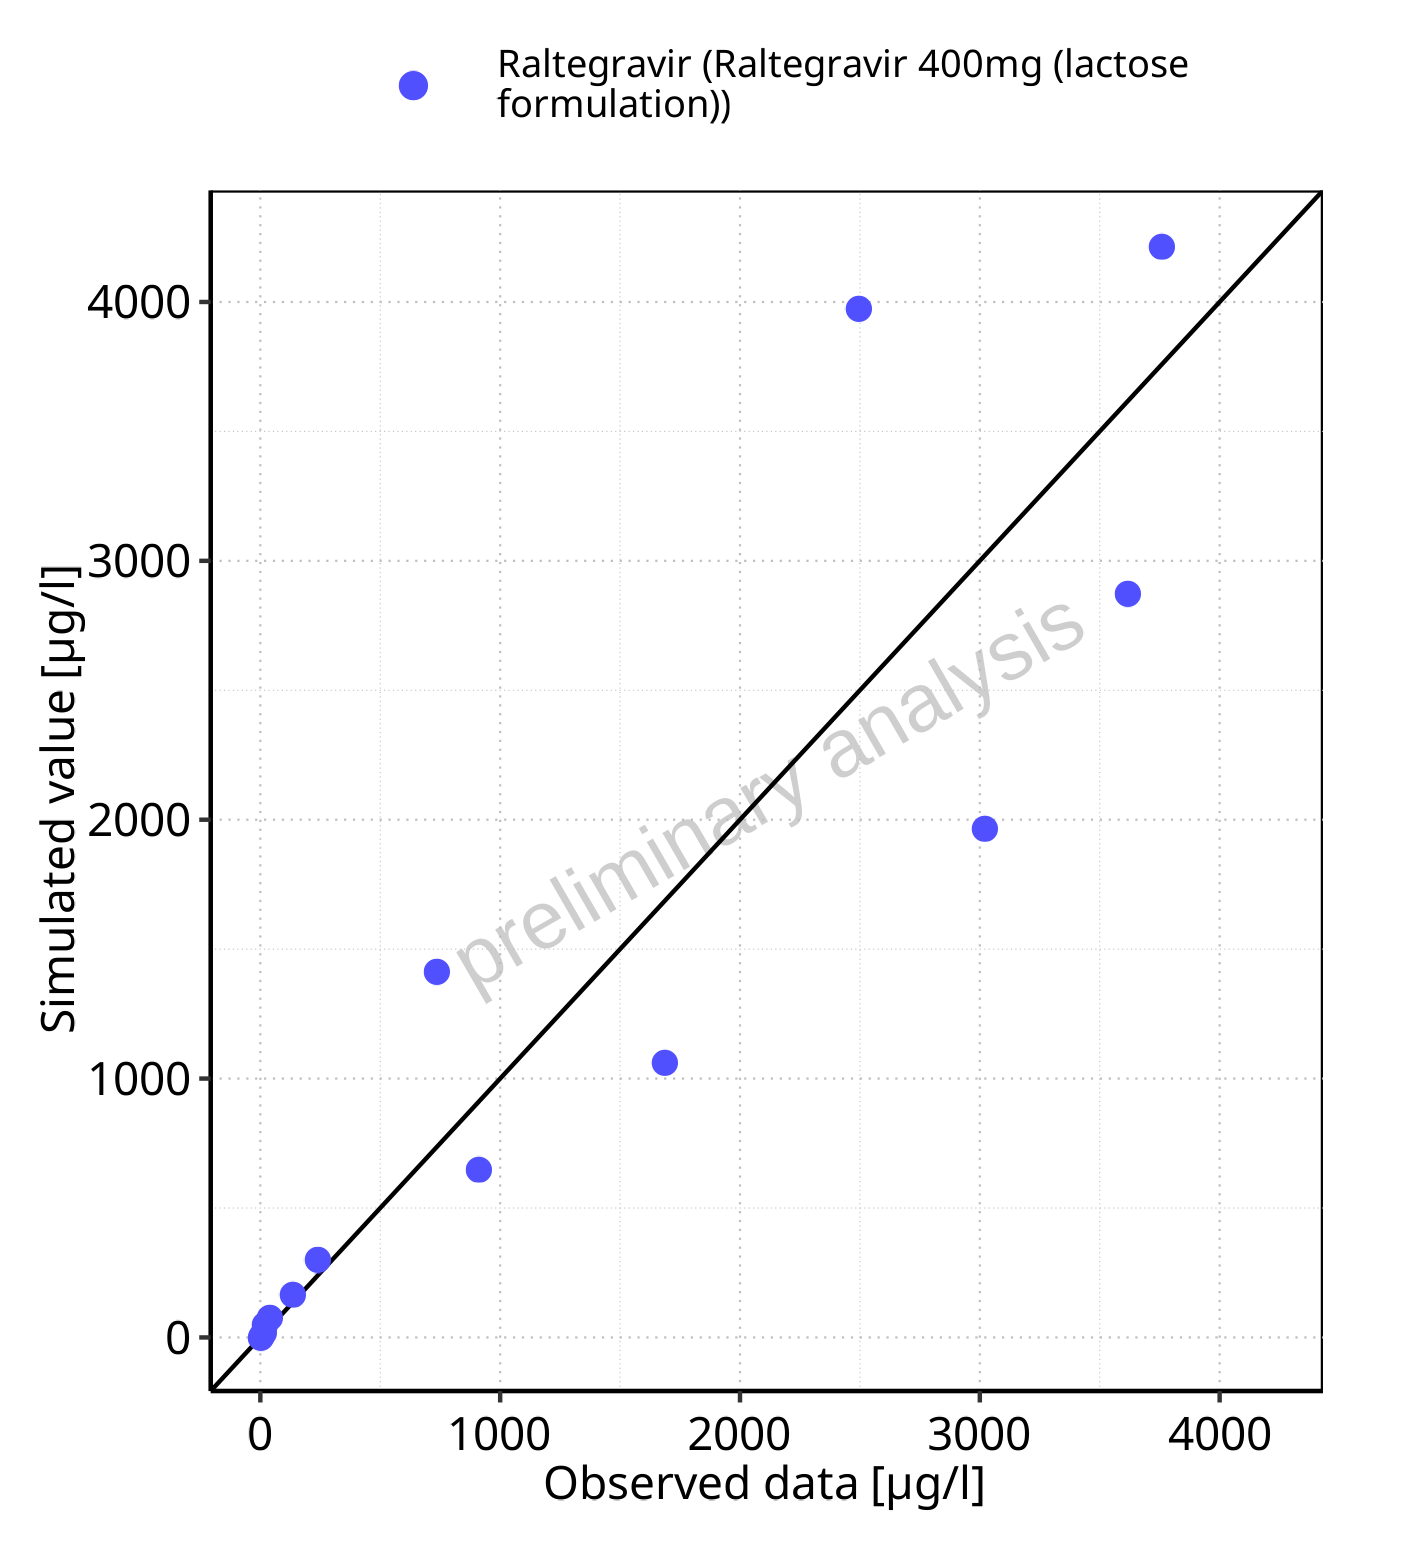 Raltegravir (Raltegravir 400mg (lactose
formulation))
4000
3000
2000
1000
0
Simulated value [µg/l]
preliminary analysis
0 1000 2000 3000 4000
Observed data [µg/l]